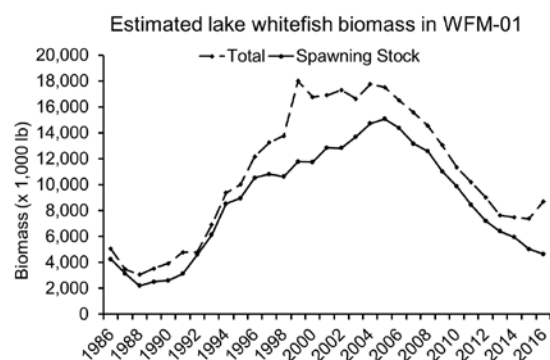 Estimated lake whitefish biomass in WFM-01
Total Spawning Stock
20,000
18,000
16,000
14,000
12,000
10,000
8,000
6,000
4,000
2,000
0
Biomass (x 1,000 lb)
1986 1988 1990 1992 1994 1996 1998 2000 2002 2004 2006 2008 2010 2012 2014 2016